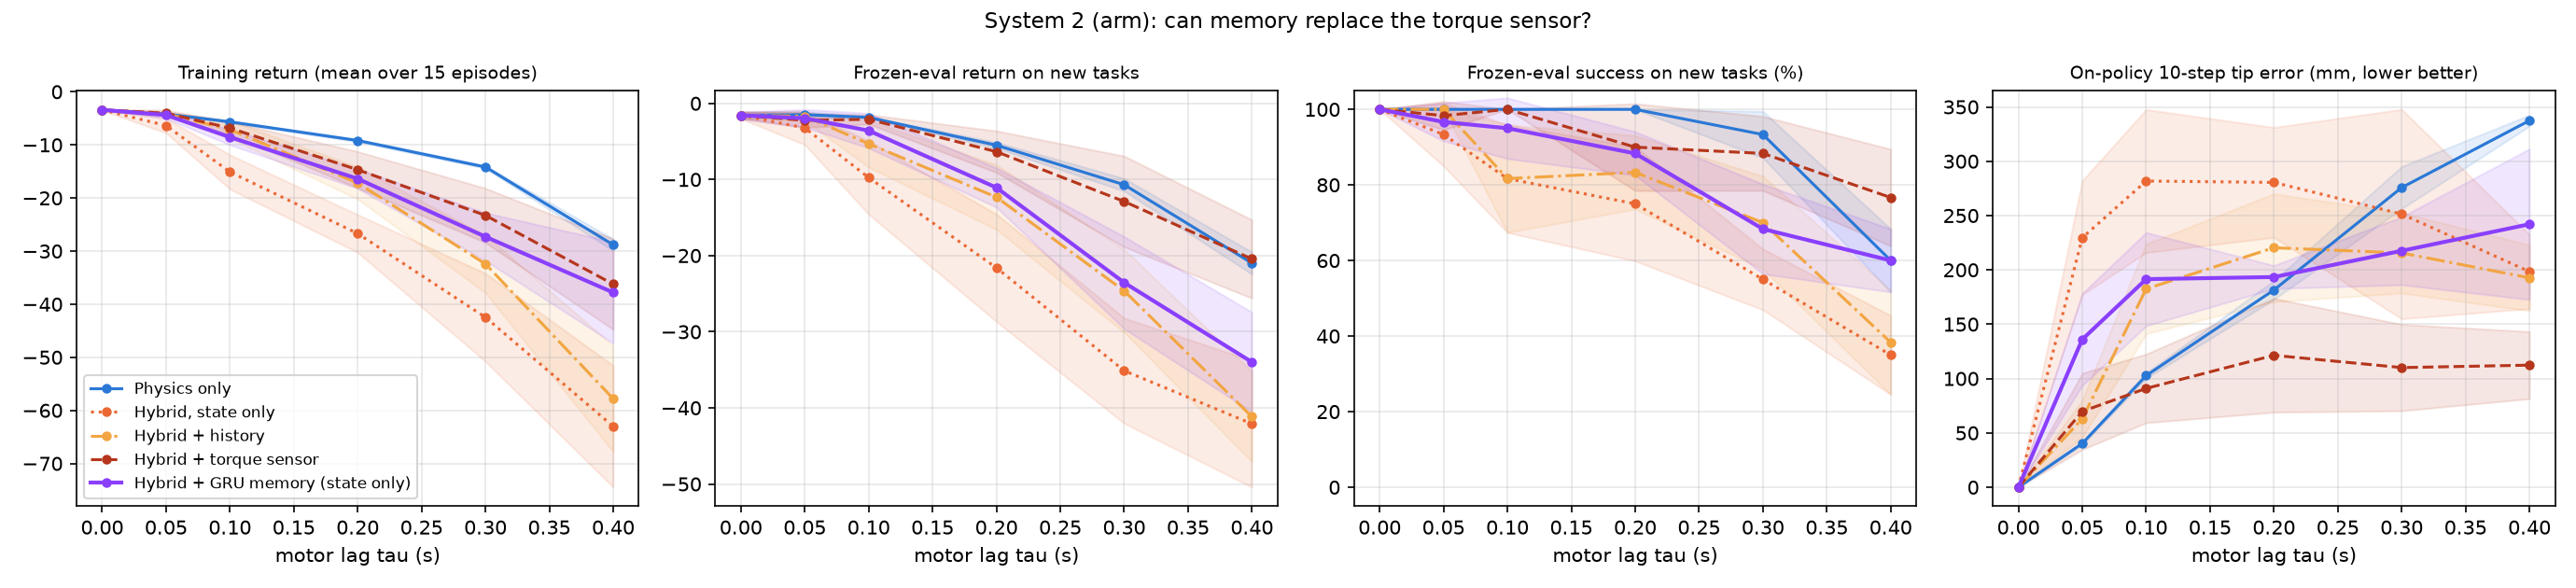 System 2 (arm): can memory replace the torque sensor?
Training return (mean over 15 episodes)
0
−10
−20
−30
−40
−50
−60
−70
Physics only
Hybrid, state only
Hybrid + history
Hybrid + torque sensor
Hybrid + GRU memory (state only)
0.00 0.05 0.10 0.15 0.20 0.25 0.30 0.35 0.40
motor lag tau (s)
Frozen-eval return on new tasks
0
−10
−20
−30
−40
−50
0.00 0.05 0.10 0.15 0.20 0.25 0.30 0.35 0.40
motor lag tau (s)
Frozen-eval success on new tasks (%)
100
80
60
40
20
0
0.00 0.05 0.10 0.15 0.20 0.25 0.30 0.35 0.40
motor lag tau (s)
On-policy 10-step tip error (mm, lower better)
350
300
250
200
150
100
50
0
0.00 0.05 0.10 0.15 0.20 0.25 0.30 0.35 0.40
motor lag tau (s)